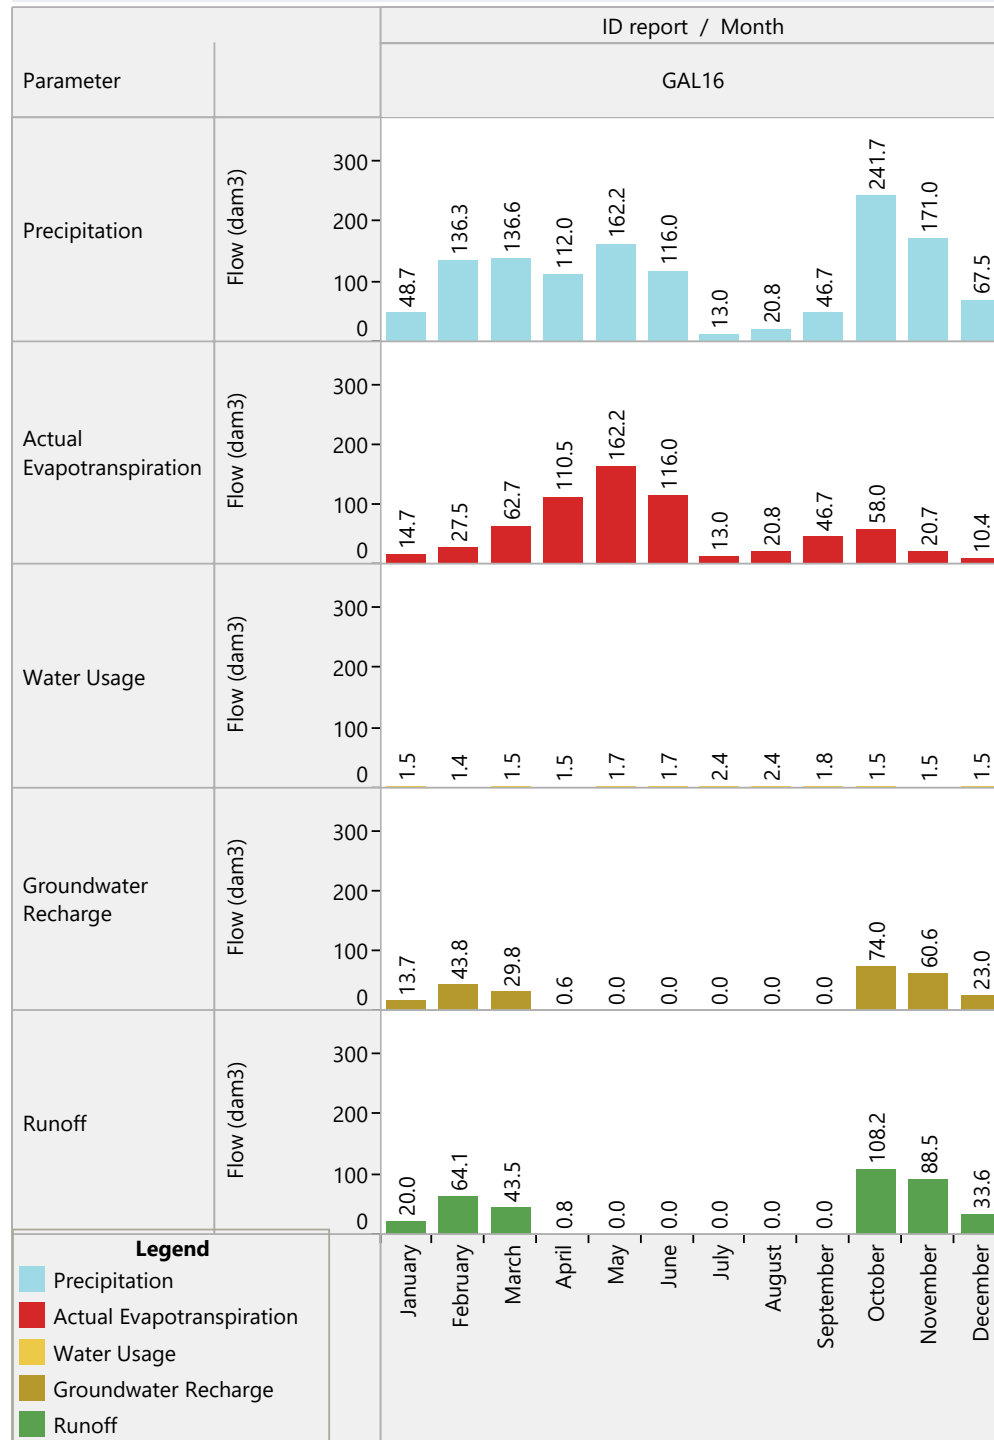 ID report / Month
Parameter
GAL16
Precipitation
Flow (dam3)
300
200
100
0
48.7
136.3
136.6
112.0
162.2
116.0
13.0
20.8
46.7
241.7
171.0
67.5
Actual
Evapotranspiration
Flow (dam3)
300
200
100
0
14.7
27.5
62.7
110.5
162.2
116.0
13.0
20.8
46.7
58.0
20.7
10.4
Water Usage
Flow (dam3)
300
200
100
0
1.5
1.4
1.5
1.5
1.7
1.7
2.4
2.4
1.8
1.5
1.5
1.5
Groundwater
Recharge
Flow (dam3)
300
200
100
0
13.7
43.8
29.8
0.6
0.0
0.0
0.0
0.0
0.0
74.0
60.6
23.0
Runoff
Flow (dam3)
300
200
100
0
20.0
64.1
43.5
0.8
0.0
0.0
0.0
0.0
0.0
108.2
88.5
33.6
January
February
March
April
May
June
July
August
September
October
November
December
Legend
Precipitation
Actual Evapotranspiration
Water Usage
Groundwater Recharge
Runoff